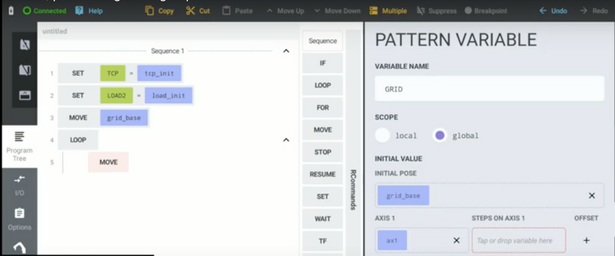 Connected Help Copy Cut Paste Move Up Move Down Multiple Suppress Breakpoint Undo Redo
untitled
Sequence 1
1 SET TCP = tcp_init
2 SET LOAD2 = load_init
3 MOVE grid_base
4 LOOP
5 MOVE
Program
Tree
I/O
Options
Sequence
IF
LOOP
FOR
MOVE
STOP
RESUME
SET
WAIT
RCommands
PATTERN VARIABLE
VARIABLE NAME
GRID
SCOPE
local global
INITIAL VALUE
INITIAL POSE
grid_base
AXIS 1 STEPS ON AXIS 1 OFFSET
Tap or drop variable here